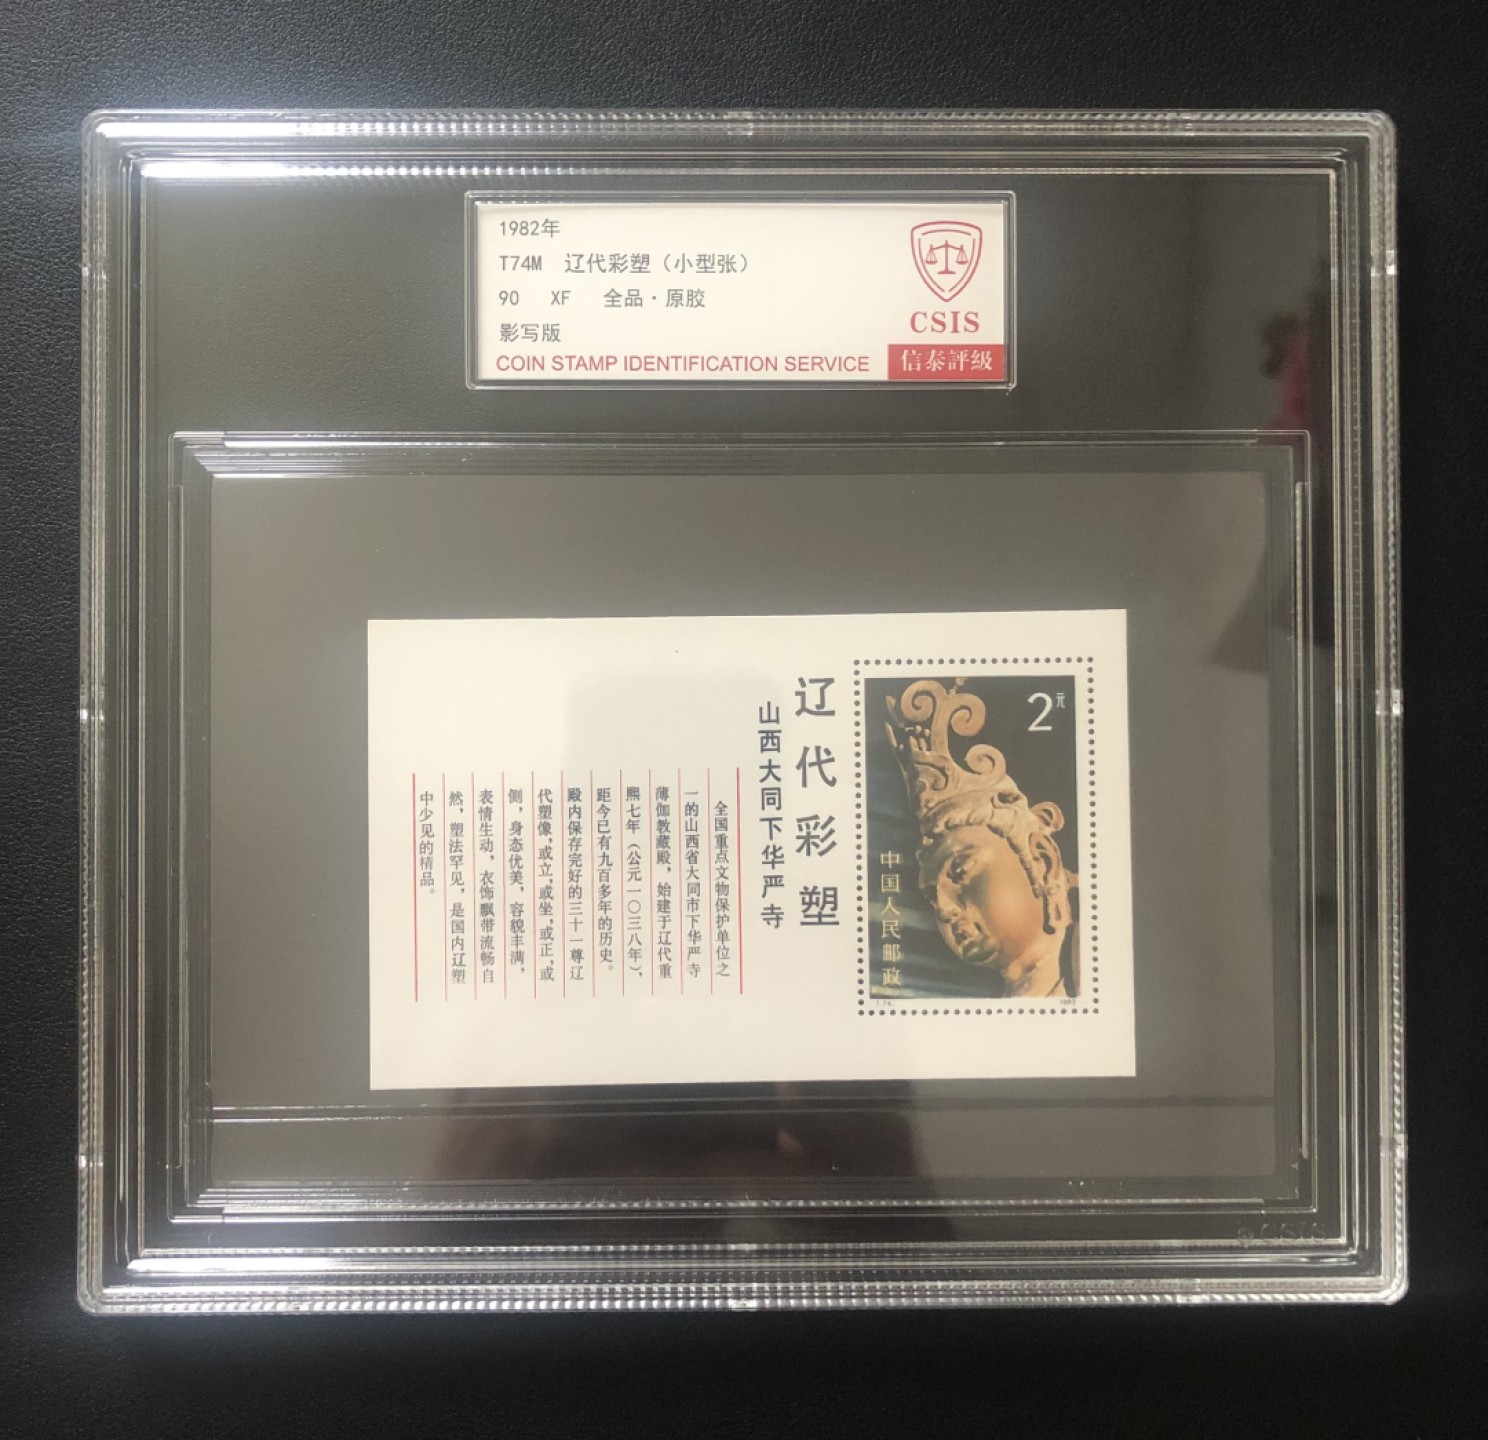 1982年
T74M 辽代彩塑（小型张）
90 XF 全品·原胶
影写版
COIN STAMP IDENTIFICATION SERVICE
CSIS
信泰評級
2元
中国人民邮政
T.74.
1982
辽代彩塑
山西大同下华严寺
全国重点文物保护单位之
一的山西省大同市下华严寺
薄伽教藏殿，始建于辽代重
熙七年（公元一〇三八年），
距今已有九百多年的历史。
殿内保存完好的三十一尊辽
代塑像，或立，或坐，或正，或
侧，身态优美，容貌丰满，
表情生动，衣饰飘带流畅自
然，塑法罕见，是国内辽塑
中少见的精品。
CSIS